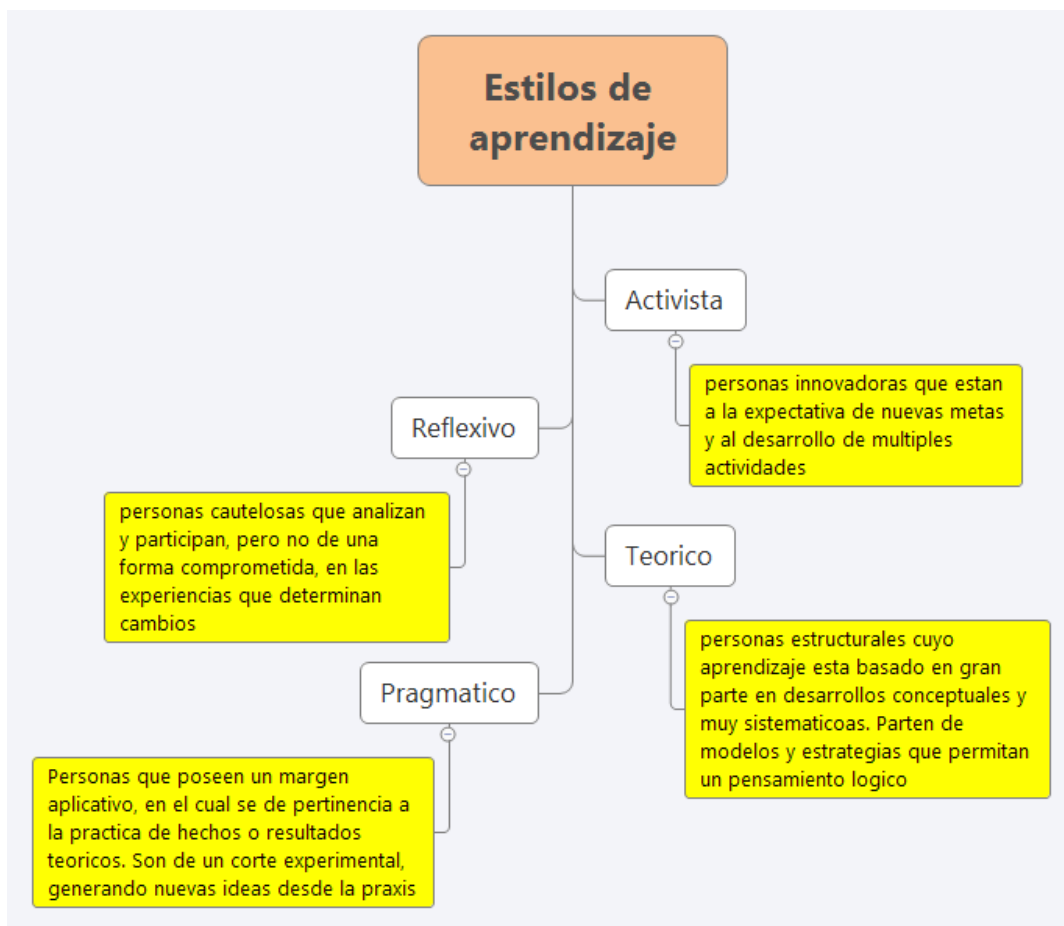 Estilos de
aprendizaje
Activista
personas innovadoras que estan
a la expectativa de nuevas metas
y al desarrollo de multiples
actividades
Reflexivo
personas cautelosas que analizan
y participan, pero no de una
forma comprometida, en las
experiencias que determinan
cambios
Teorico
personas estructurales cuyo
aprendizaje esta basado en gran
parte en desarrollos conceptuales y
muy sistematicoas. Parten de
modelos y estrategias que permitan
un pensamiento logico
Pragmatico
Personas que poseen un margen
aplicativo, en el cual se de pertinencia a
la practica de hechos o resultados
teoricos. Son de un corte experimental,
generando nuevas ideas desde la praxis